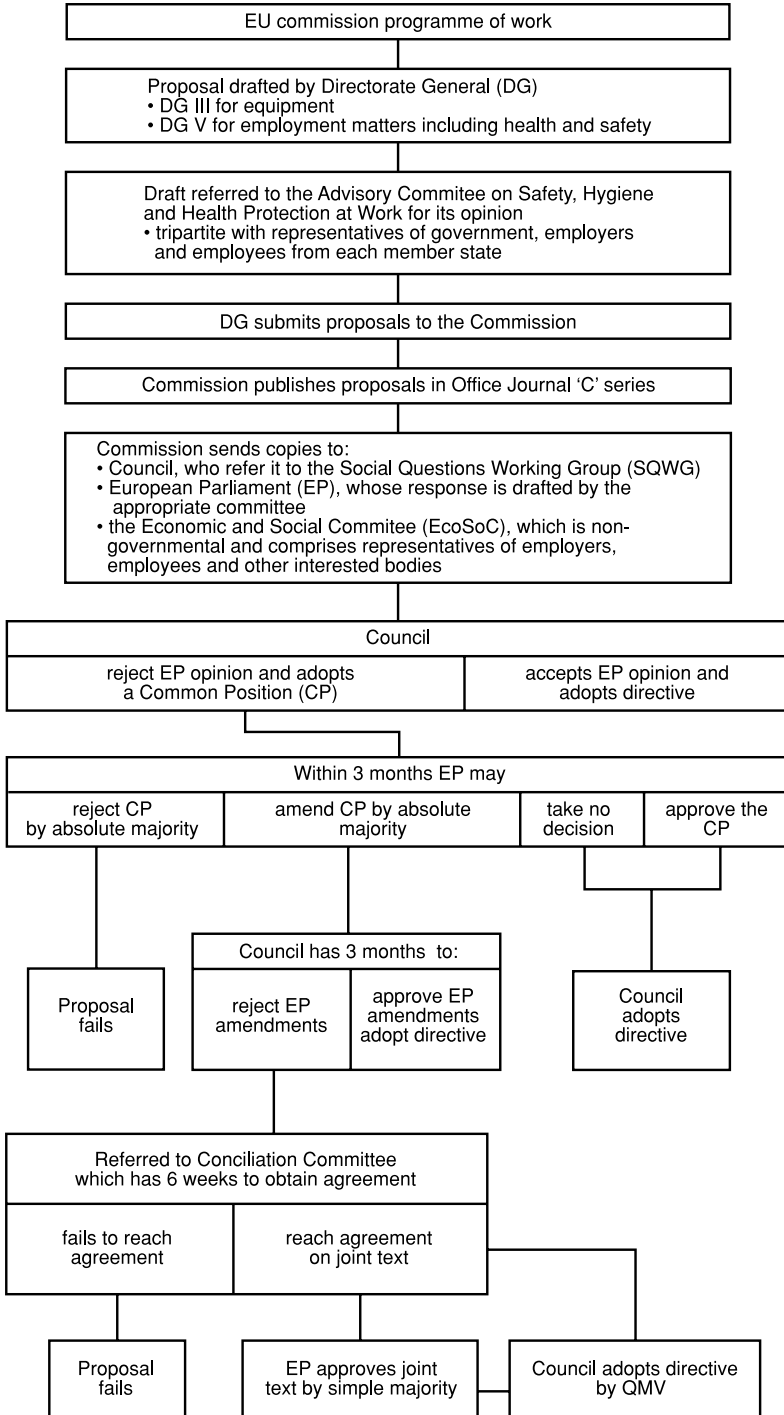 EU commission programme of work
Proposal drafted by Directorate General (DG)
• DG III for equipment
• DG V for employment matters including health and safety
Draft referred to the Advisory Commitee on Safety, Hygiene
and Health Protection at Work for its opinion
• tripartite with representatives of government, employers
and employees from each member state
DG submits proposals to the Commission
Commission publishes proposals in Office Journal ‘C’ series
Commission sends copies to:
• Council, who refer it to the Social Questions Working Group (SQWG)
• European Parliament (EP), whose response is drafted by the
appropriate committee
• the Economic and Social Commitee (EcoSoC), which is non-
governmental and comprises representatives of employers,
employees and other interested bodies
Council
reject EP opinion and adopts
a Common Position (CP)
accepts EP opinion and
adopts directive
Within 3 months EP may
reject CP
by absolute majority
amend CP by absolute
majority
take no
decision
approve the
CP
Council has 3 months to:
reject EP
amendments
approve EP
amendments
adopt directive
Proposal
fails
Council
adopts
directive
Referred to Conciliation Committee
which has 6 weeks to obtain agreement
fails to reach
agreement
reach agreement
on joint text
Proposal
fails
EP approves joint
text by simple majority
Council adopts directive
by QMV